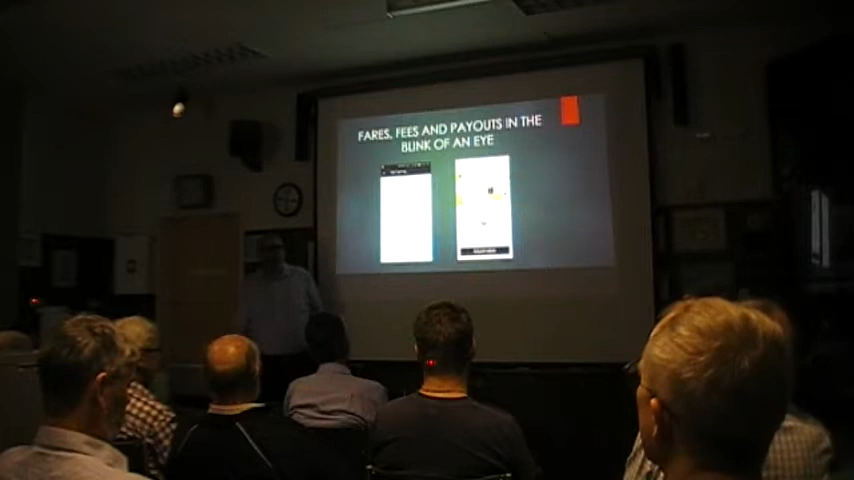 FARES, FEES AND PAYOUTS IN THE
BLINK OF AN EYE